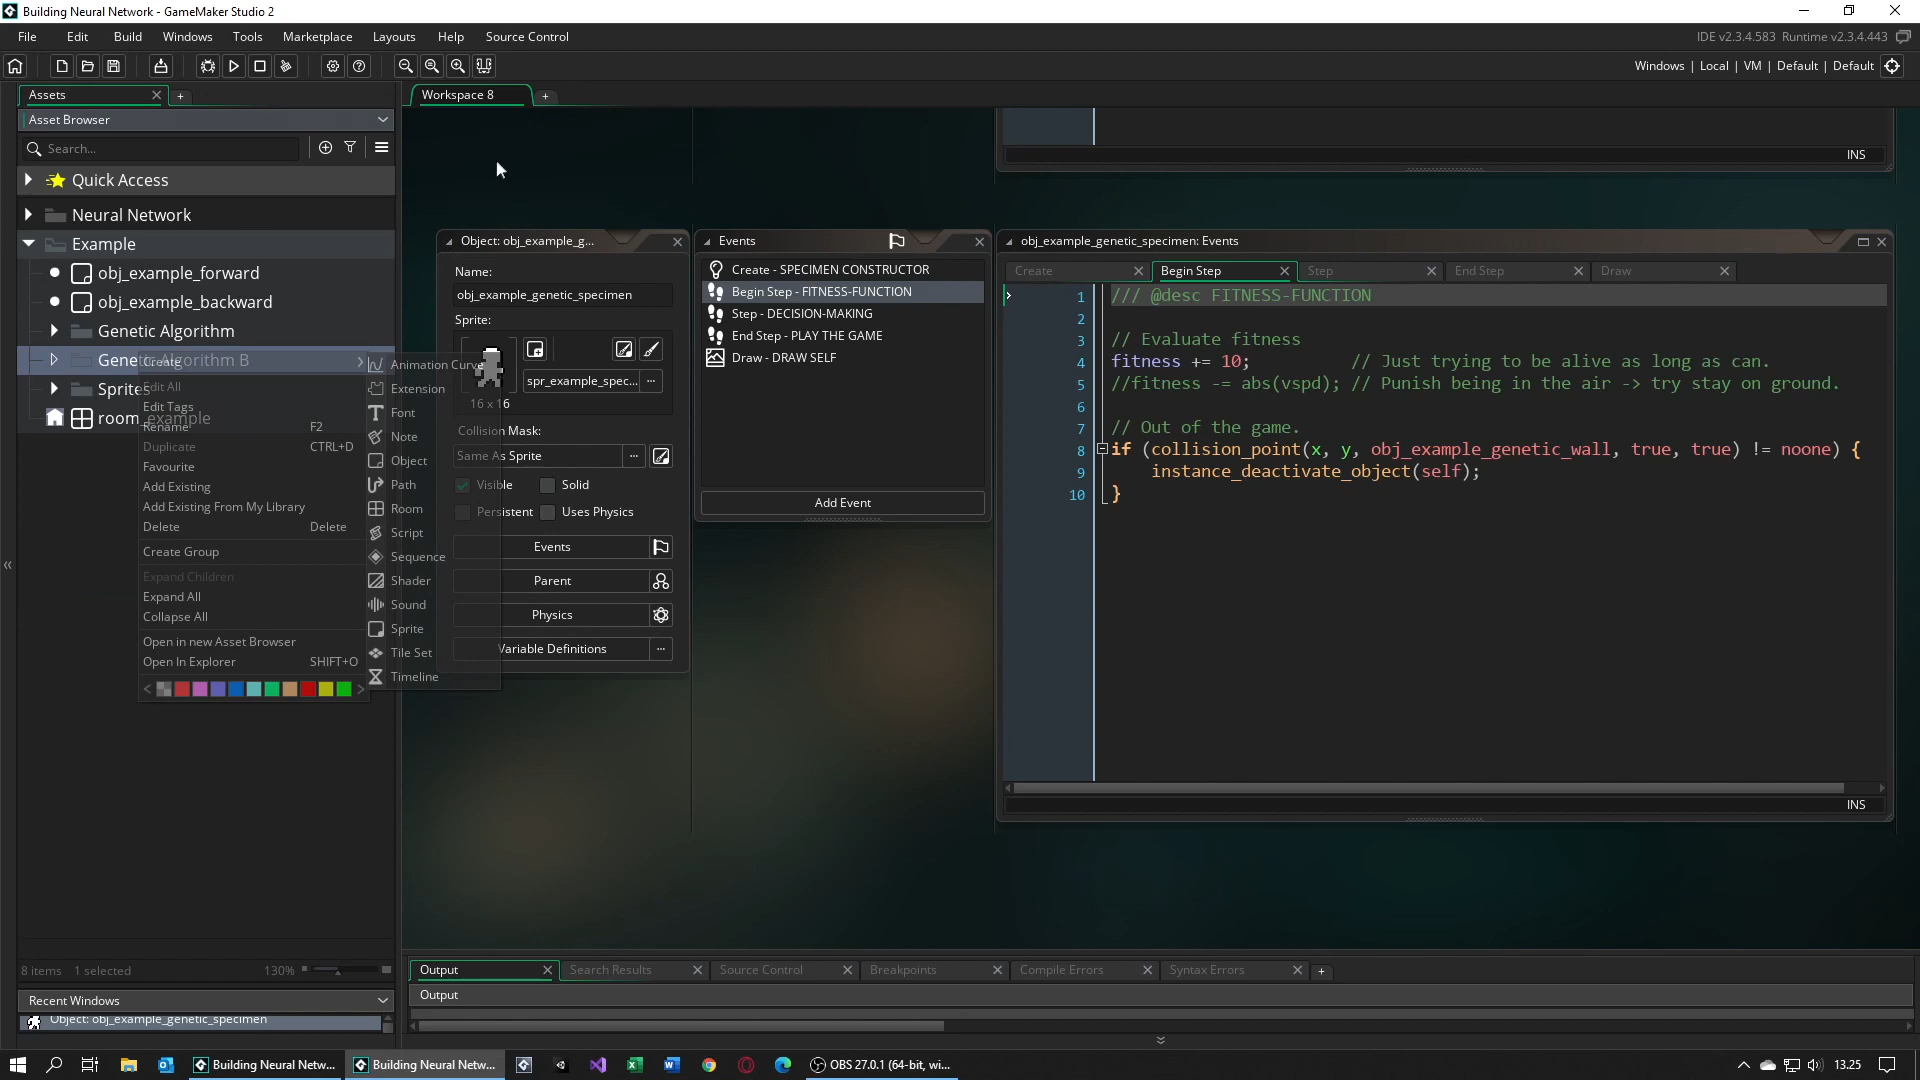 Building Neural Network - GameMaker Studio 2
File Edit Build Windows Tools Marketplace Layouts Help Source Control
IDE v2.3.4.583 Runtime v2.3.4.443
Windows | Local | VM | Default | Default
Assets
Workspace 8
Asset Browser
Search...
INS
Quick Access
Neural Network
Example
obj_example_forward
obj_example_backward
Genetic Algorithm
Genetic Algorithm B
Sprites
room_example
Create
Edit All
Edit Tags
Rename F2
Duplicate CTRL+D
Favourite
Add Existing
Add Existing From My Library
Delete Delete
Create Group
Expand Children
Expand All
Collapse All
Open in new Asset Browser
Open In Explorer SHIFT+O
Animation Curve
Extension
Font
Note
Object
Path
Room
Script
Sequence
Shader
Sound
Sprite
Tile Set
Timeline
Object: obj_example_g...
Name:
obj_example_genetic_specimen
Sprite:
spr_example_spec...
16 x 16
Collision Mask:
Same As Sprite
Visible Solid
Persistent Uses Physics
Events
Parent
Physics
Variable Definitions
Events
Create - SPECIMEN CONSTRUCTOR
Begin Step - FITNESS-FUNCTION
Step - DECISION-MAKING
End Step - PLAY THE GAME
Draw - DRAW SELF
Add Event
obj_example_genetic_specimen: Events
Create Begin Step Step End Step Draw
1 /// @desc FITNESS-FUNCTION
2
3 // Evaluate fitness
4 fitness += 10; // Just trying to be alive as long as can.
5 //fitness -= abs(vspd); // Punish being in the air -> try stay on ground.
6
7 // Out of the game.
8 if (collision_point(x, y, obj_example_genetic_wall, true, true) != noone) {
9 instance_deactivate_object(self);
10 }
INS
8 items 1 selected 130%
Recent Windows
Object: obj_example_genetic_specimen
Output Search Results Source Control Breakpoints Compile Errors Syntax Errors
Output
Building Neural Netw... Building Neural Netw... OBS 27.0.1 (64-bit, wi... 13.25